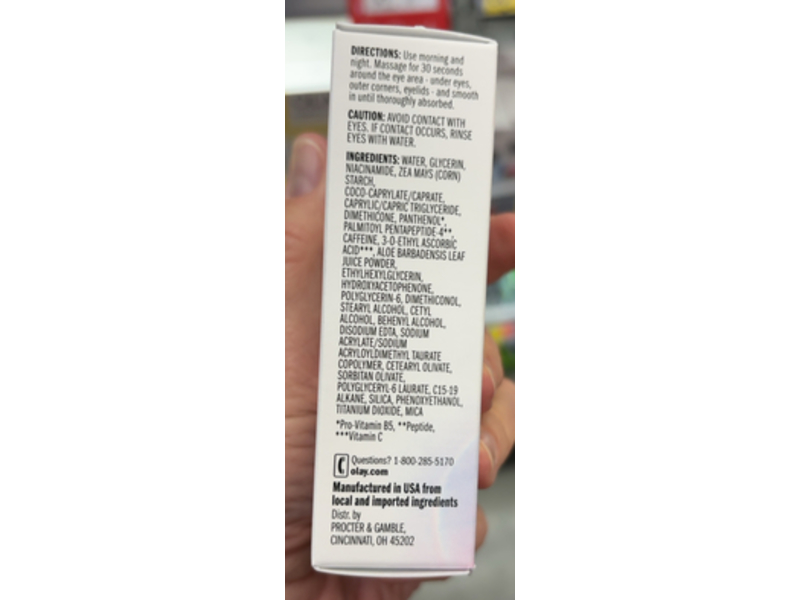 DIRECTIONS: Use morning and
night. Massage for 30 seconds
around the eye area - under eyes,
outer corners, eyelids - and smooth
in until thoroughly absorbed.
CAUTION: AVOID CONTACT WITH
EYES. IF CONTACT OCCURS, RINSE
EYES WITH WATER.
INGREDIENTS: WATER, GLYCERIN,
NIACINAMIDE, ZEA MAYS (CORN)
STARCH,
COCO-CAPRYLATE/CAPRATE,
CAPRYLIC/CAPRIC TRIGLYCERIDE,
DIMETHICONE, PANTHENOL*,
PALMITOYL PENTAPEPTIDE-4**,
CAFFEINE, 3-O-ETHYL ASCORBIC
ACID***, ALOE BARBADENSIS LEAF
JUICE POWDER,
ETHYLHEXYLGLYCERIN,
HYDROXYACETOPHENONE,
POLYGLYCERIN-6, DIMETHICONOL,
STEARYL ALCOHOL, CETYL
ALCOHOL, BEHENYL ALCOHOL,
DISODIUM EDTA, SODIUM
ACRYLATE/SODIUM
ACRYLOYLDIMETHYL TAURATE
COPOLYMER, CETEARYL OLIVATE,
SORBITAN OLIVATE,
POLYGLYCERYL-6 LAURATE, C15-19
ALKANE, SILICA, PHENOXYETHANOL,
TITANIUM DIOXIDE, MICA
*Pro-Vitamin B5, **Peptide,
***Vitamin C
Questions? 1-800-285-5170
olay.com
Manufactured in USA from
local and imported ingredients
Distr. by
PROCTER & GAMBLE,
CINCINNATI, OH 45202